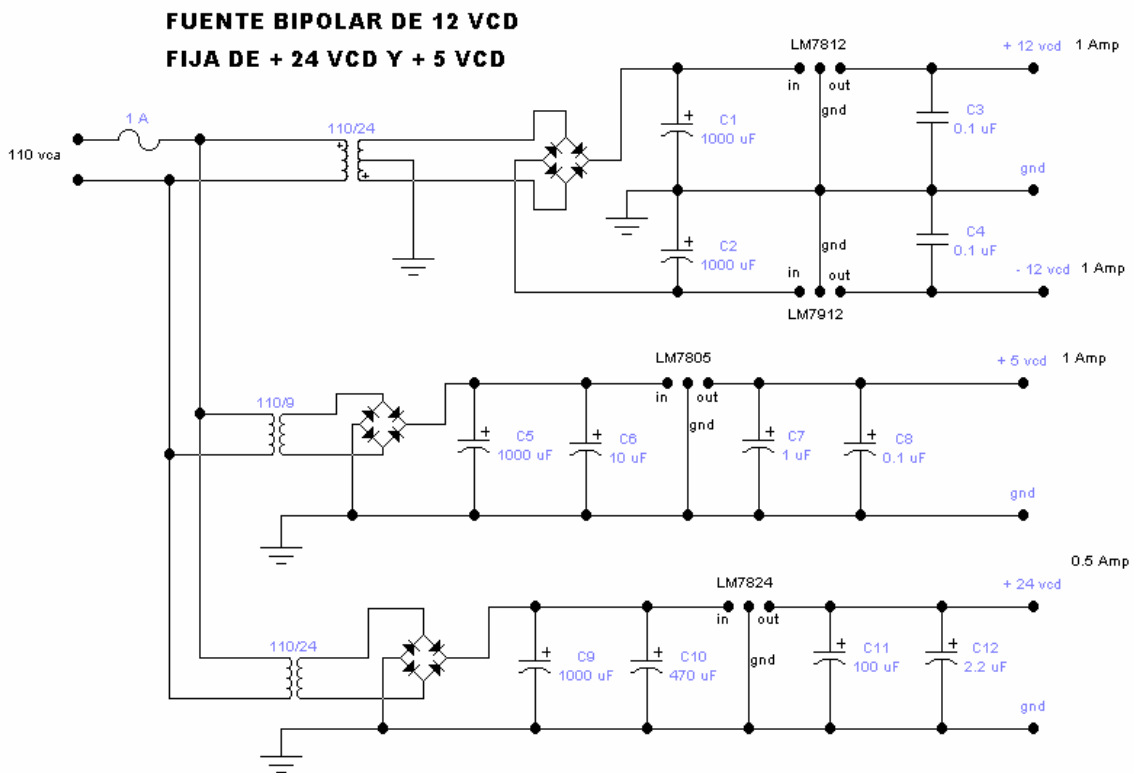 FUENTE BIPOLAR DE 12 VCD
FIJA DE + 24 VCD Y + 5 VCD
LM7812
+ 12 vcd 1 Amp
in out
gnd
1 A
110/24
110 vca
+ C1
1000 uF
C3
0.1 uF
gnd
+ C2
1000 uF
gnd
C4
0.1 uF
in out
- 12 vcd 1 Amp
LM7912
LM7805
+ 5 vcd 1 Amp
in out
gnd
110/9
+ C5
1000 uF
+ C6
10 uF
+ C7
1 uF
+ C8
0.1 uF
gnd
0.5 Amp
LM7824
+ 24 vcd
in out
gnd
110/24
+ C9
1000 uF
+ C10
470 uF
+ C11
100 uF
+ C12
2.2 uF
gnd